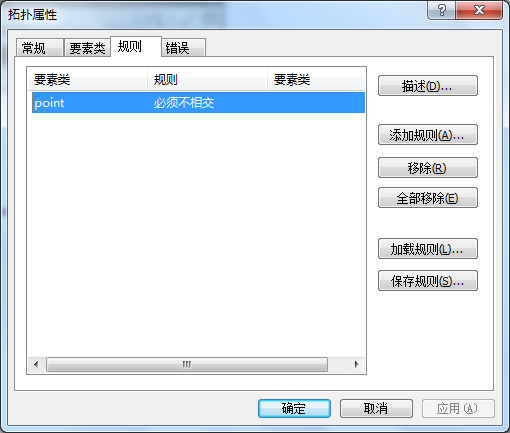 拓扑属性
常规 要素类 规则 错误
要素类 规则 要素类
point 必须不相交
描述(D)...
添加规则(A)...
移除(R)
全部移除(E)
加载规则(L)...
保存规则(S)...
确定 取消 应用 (A)